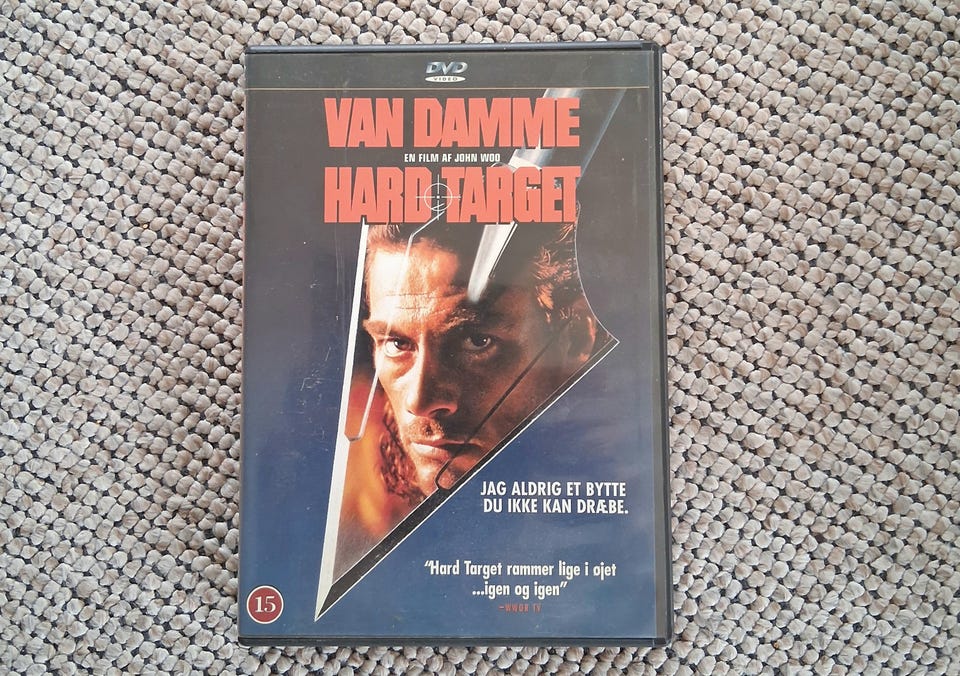 DVD
VIDEO
VAN DAMME
EN FILM AF JOHN WOO
HARD TARGET
JAG ALDRIG ET BYTTE
DU IKKE KAN DRÆBE.
"Hard Target rammer lige i øjet
...igen og igen"
–WWOR TV
15